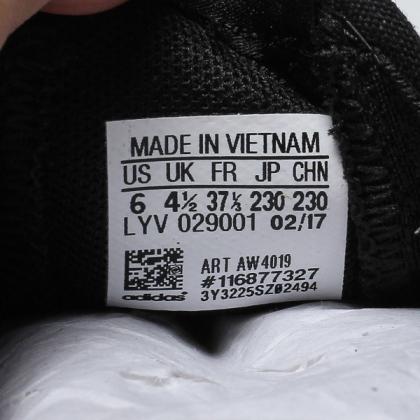 MADE IN VIETNAM
US UK FR JP CHN
6 4½ 37⅓ 230 230
LYV 029001 02/17
ART AW4019
#116877327
adidas 3Y3225SZ02494